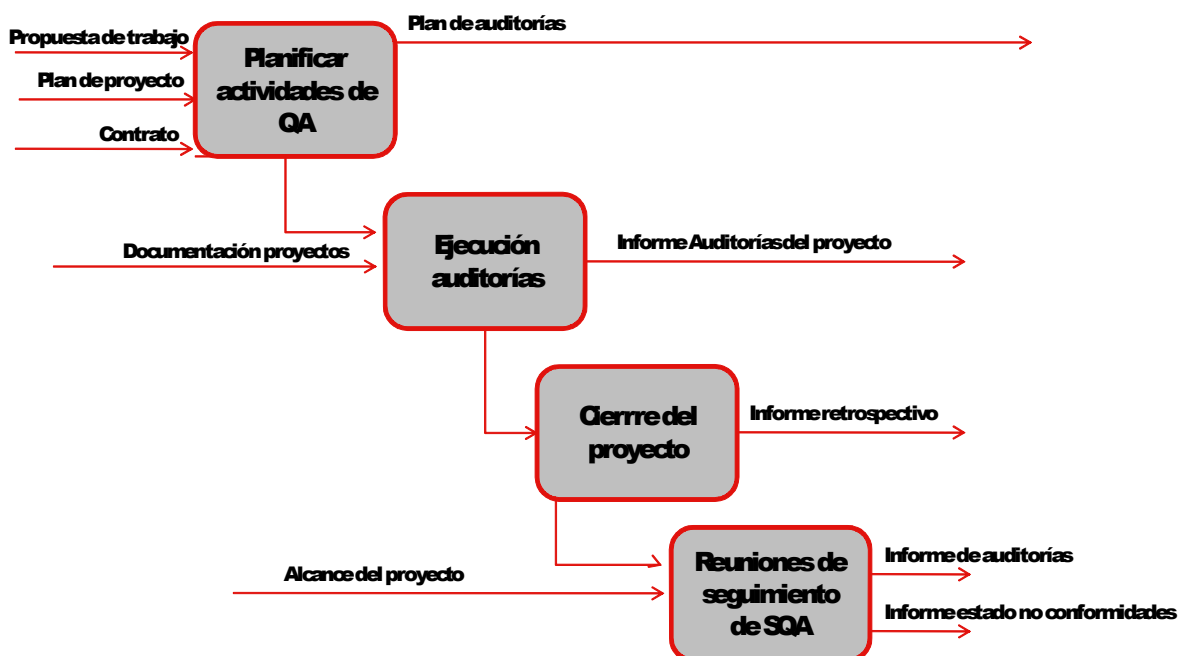 Plan de auditorías
Propuesta de trabajo
Planificar
actividades de
QA
Plan de proyecto
Contrato
Ejecución
auditorías
Documentación proyectos
Informe Auditorías del proyecto
Cierrre del
proyecto
Informe retrospectivo
Reuniones de
seguimiento
de SQA
Alcance del proyecto
Informe de auditorías
Informe estado no conformidades